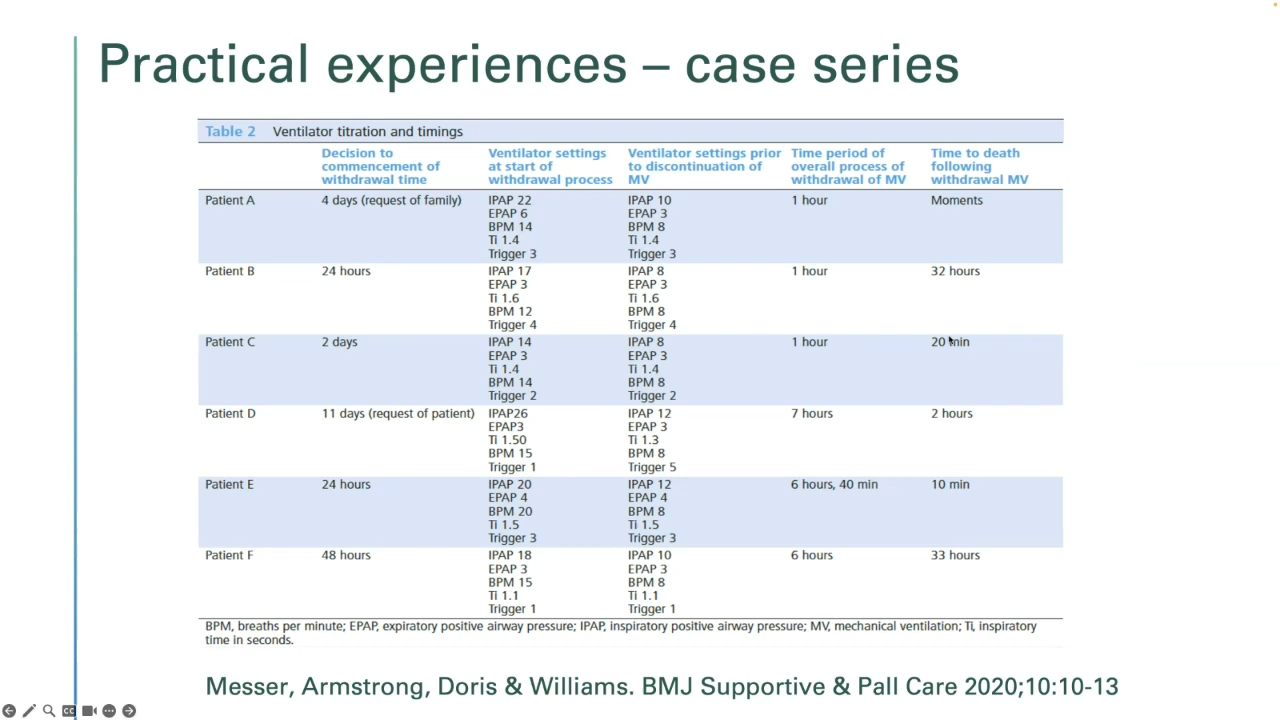 Practical experiences – case series
Table 2 Ventilator titration and timings
Decision to commencement of withdrawal time
Ventilator settings at start of withdrawal process
Ventilator settings prior to discontinuation of MV
Time period of overall process of withdrawal of MV
Time to death following withdrawal MV
Patient A 4 days (request of family) IPAP 22 IPAP 10 1 hour Moments
EPAP 6 EPAP 3
BPM 14 BPM 8
Ti 1.4 Ti 1.4
Trigger 3 Trigger 3
Patient B 24 hours IPAP 17 IPAP 8 1 hour 32 hours
EPAP 3 EPAP 3
Ti 1.6 Ti 1.6
BPM 12 BPM 8
Trigger 4 Trigger 4
Patient C 2 days IPAP 14 IPAP 8 1 hour 20 min
EPAP 3 EPAP 3
Ti 1.4 Ti 1.4
BPM 14 BPM 8
Trigger 2 Trigger 2
Patient D 11 days (request of patient) IPAP26 IPAP 12 7 hours 2 hours
EPAP3 EPAP 3
Ti 1.50 Ti 1.3
BPM 15 BPM 8
Trigger 1 Trigger 5
Patient E 24 hours IPAP 20 IPAP 12 6 hours, 40 min 10 min
EPAP 4 EPAP 4
BPM 20 BPM 8
Ti 1.5 Ti 1.5
Trigger 3 Trigger 3
Patient F 48 hours IPAP 18 IPAP 10 6 hours 33 hours
EPAP 3 EPAP 3
BPM 15 BPM 8
Ti 1.1 Ti 1.1
Trigger 1 Trigger 1
BPM, breaths per minute; EPAP, expiratory positive airway pressure; IPAP, inspiratory positive airway pressure; MV, mechanical ventilation; Ti, inspiratory
time in seconds.
Messer, Armstrong, Doris & Williams. BMJ Supportive & Pall Care 2020;10:10-13
CC